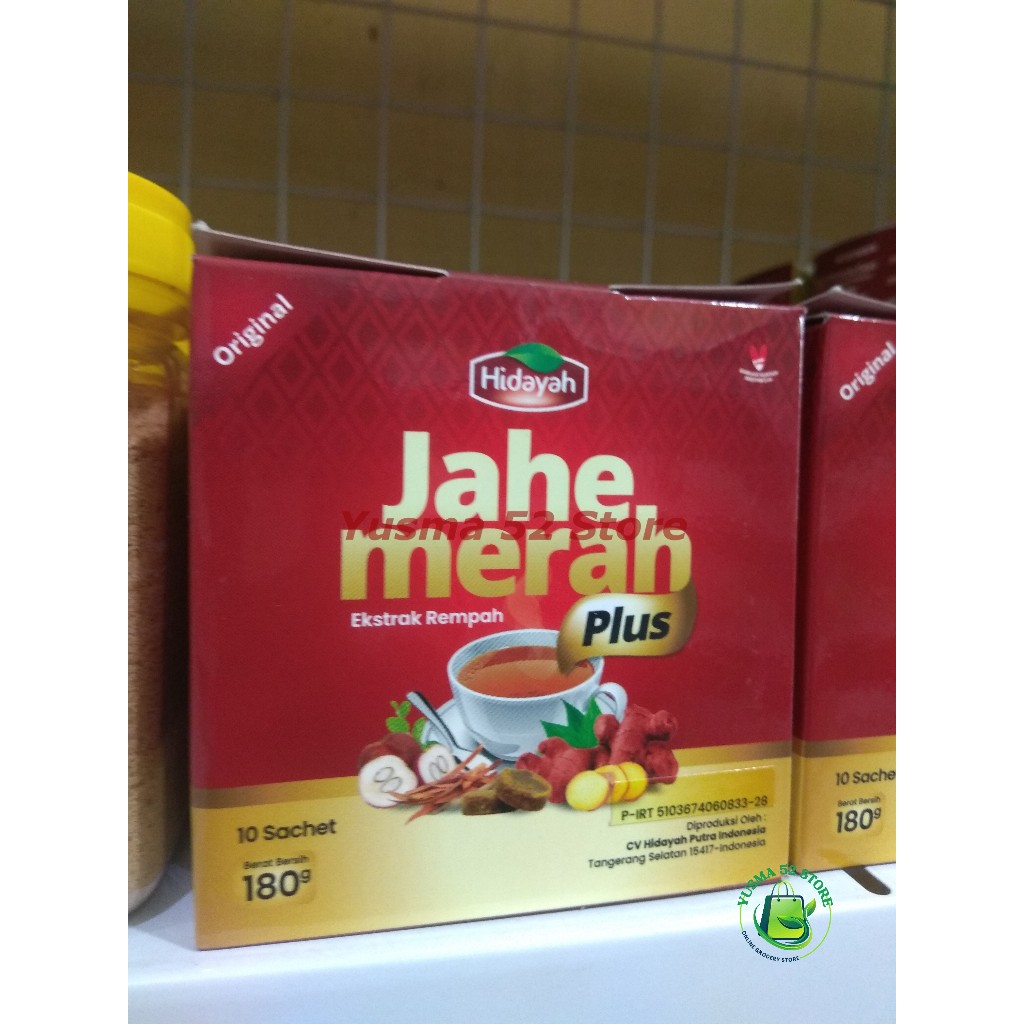 Original
Hidayah
Jahe
merah
Yusma 52 Store
Ekstrak Rempah
Plus
10 Sachet
Berat Bersih
180g
P-IRT 5103674060833-28
Diproduksi Oleh :
CV Hidayah Putra Indonesia
Tangerang Selatan 15417-Indonesia
Original
10 Sache
Berat Bersih
180g
YUSMA 52 STORE
ONLINE GROCERY STORE